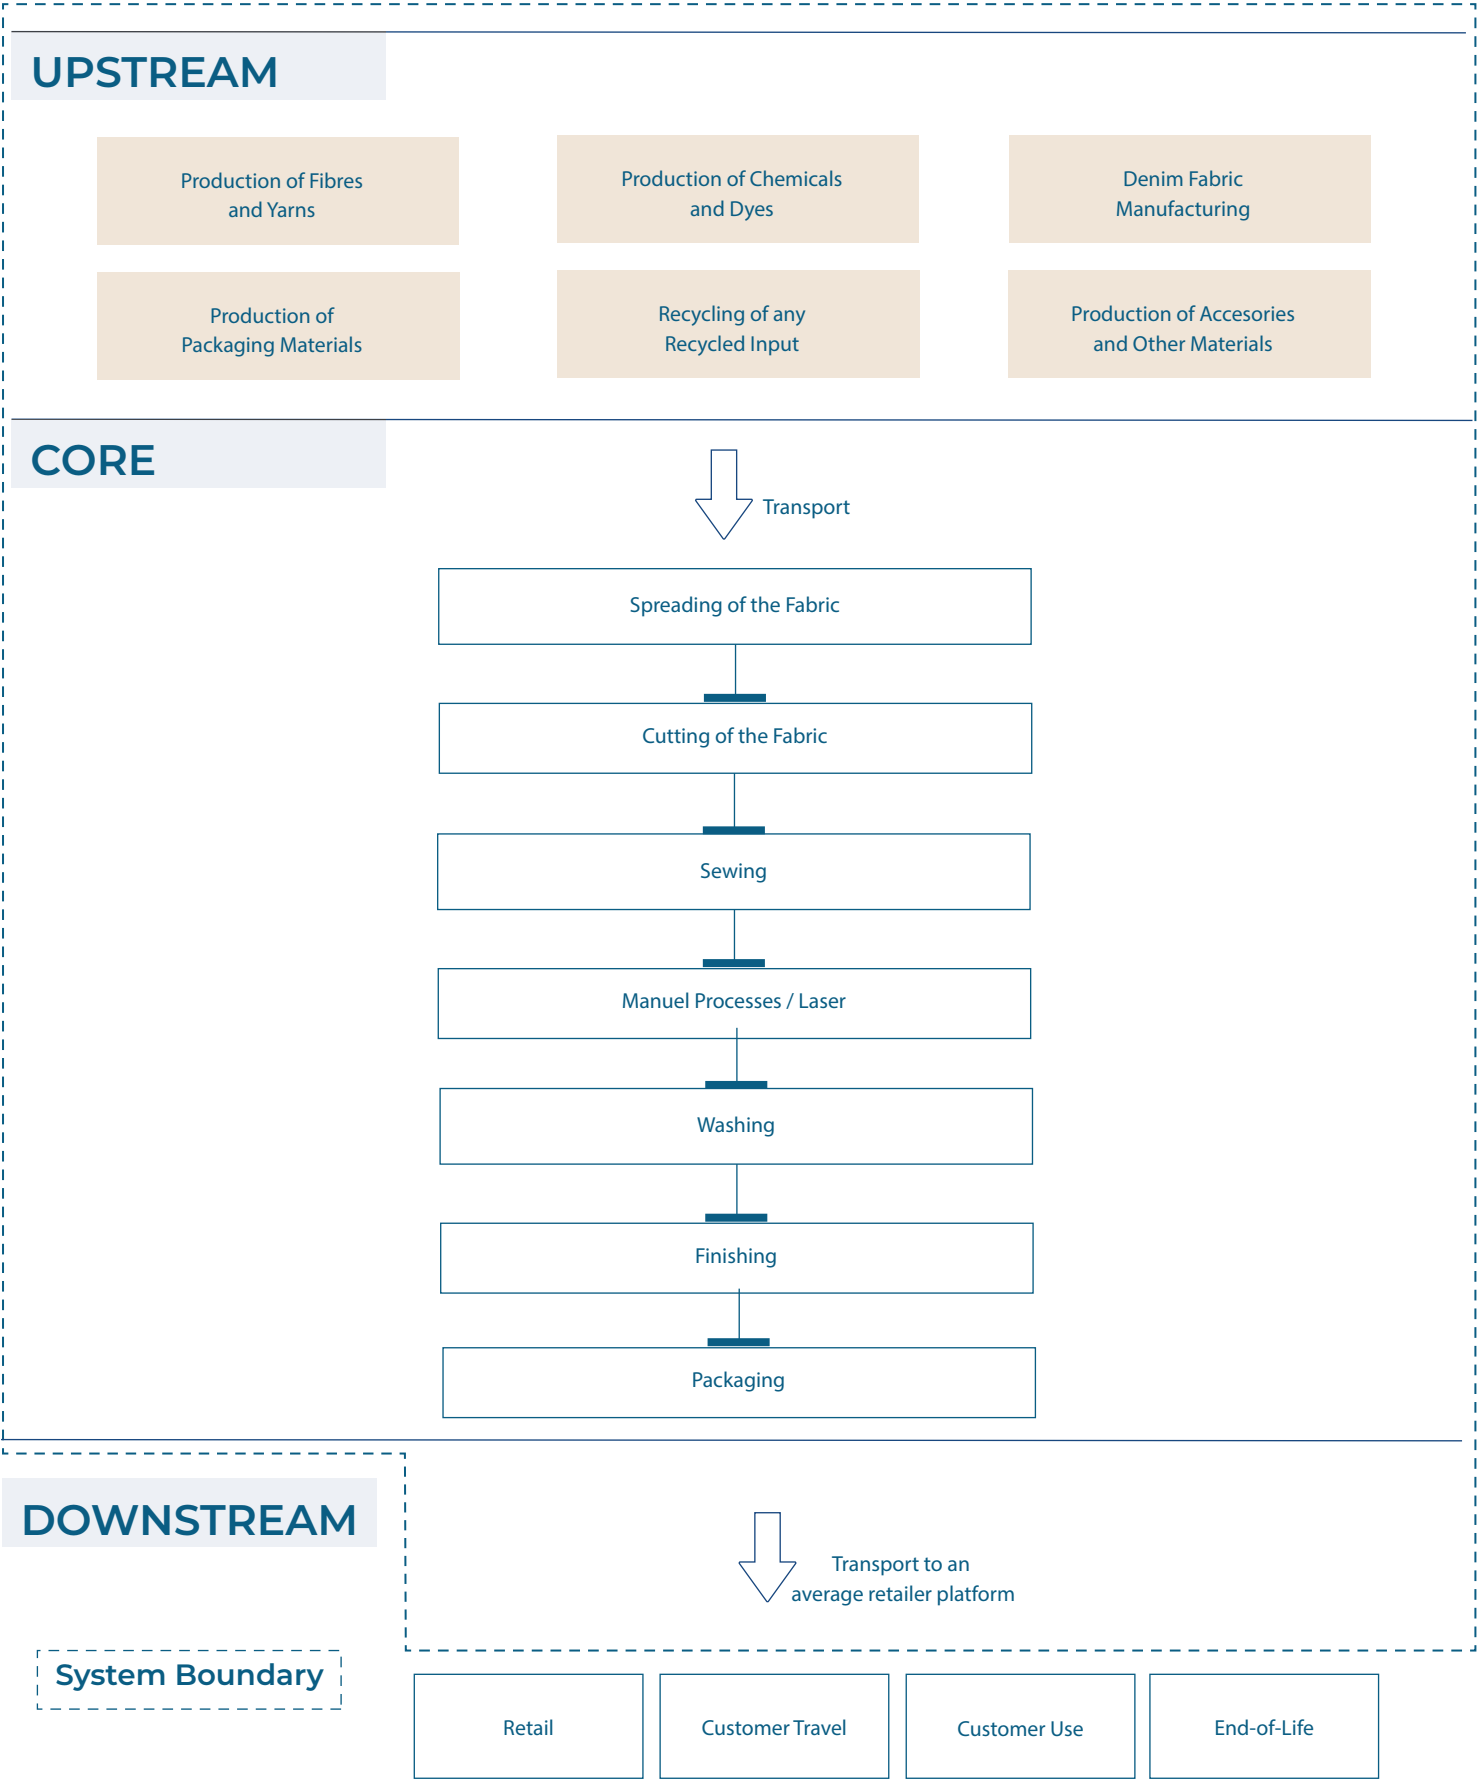 UPSTREAM
Production of Fibres
and Yarns
Production of Chemicals
and Dyes
Denim Fabric
Manufacturing
Production of
Packaging Materials
Recycling of any
Recycled Input
Production of Accesories
and Other Materials
CORE
Transport
Spreading of the Fabric
Cutting of the Fabric
Sewing
Manuel Processes / Laser
Washing
Finishing
Packaging
DOWNSTREAM
Transport to an
average retailer platform
System Boundary
Retail
Customer Travel
Customer Use
End-of-Life